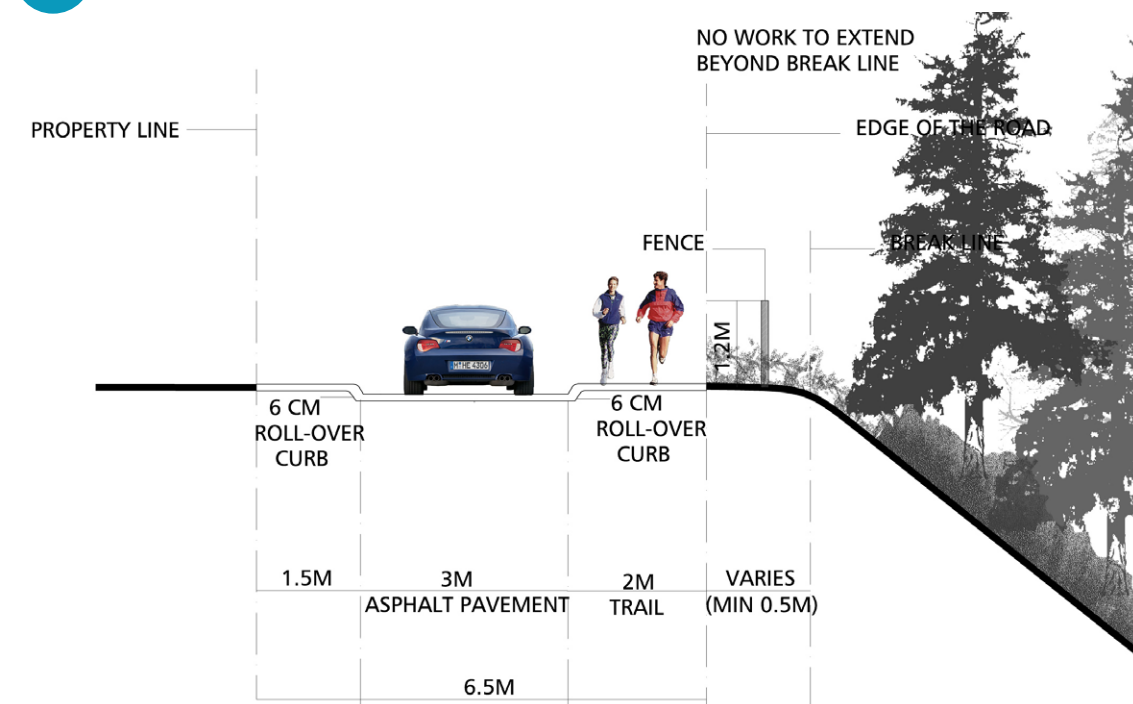 NO WORK TO EXTEND
BEYOND BREAK LINE
PROPERTY LINE
EDGE OF THE ROAD
FENCE
BREAK LINE
1.2M
M·HE 4306
6 CM
ROLL-OVER
CURB
6 CM
ROLL-OVER
CURB
1.5M
3M
ASPHALT PAVEMENT
2M
TRAIL
VARIES
(MIN 0.5M)
6.5M